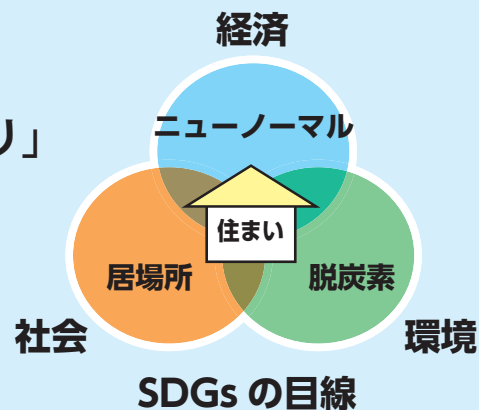 経済
ニューノーマル
リ」
住まい
居場所
脱炭素
社会
環境
SDGs の目線